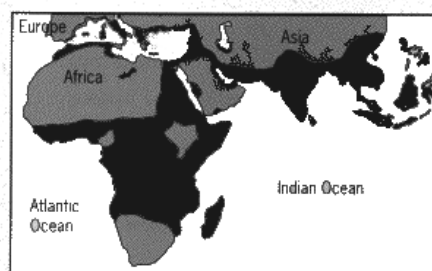 Europe
Asia
Africa
Indian Ocean
Atlantic
Ocean